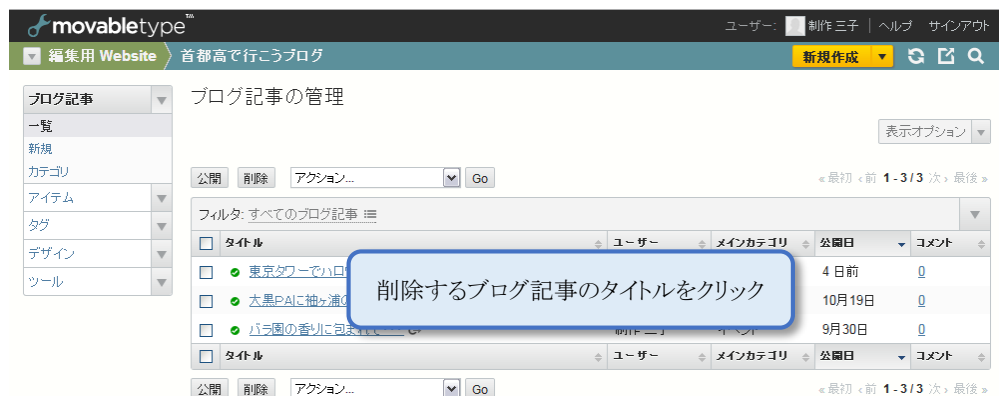 movabletype™
ユーザー: 制作 三子 | ヘルプ サインアウト
編集用 Website 首都高で行こうブログ 新規作成
ブログ記事
一覧
新規
カテゴリ
アイテム
タグ
デザイン
ツール
ブログ記事の管理
表示オプション
公開 削除 アクション... Go «最初 ‹前 1 - 3 / 3 次› 最後»
フィルタ: すべてのブログ記事
タイトル ユーザー メインカテゴリ 公開日 コメント
東京タワーでハロ 4 日前 0
削除するブログ記事のタイトルをクリック
大黒PAに袖ヶ浦の 10月19日 0
バラ園の香りに包まれて 制作 三子 イベント 9月30日 0
タイトル ユーザー メインカテゴリ 公開日 コメント
公開 削除 アクション... Go «最初 ‹前 1 - 3 / 3 次› 最後»